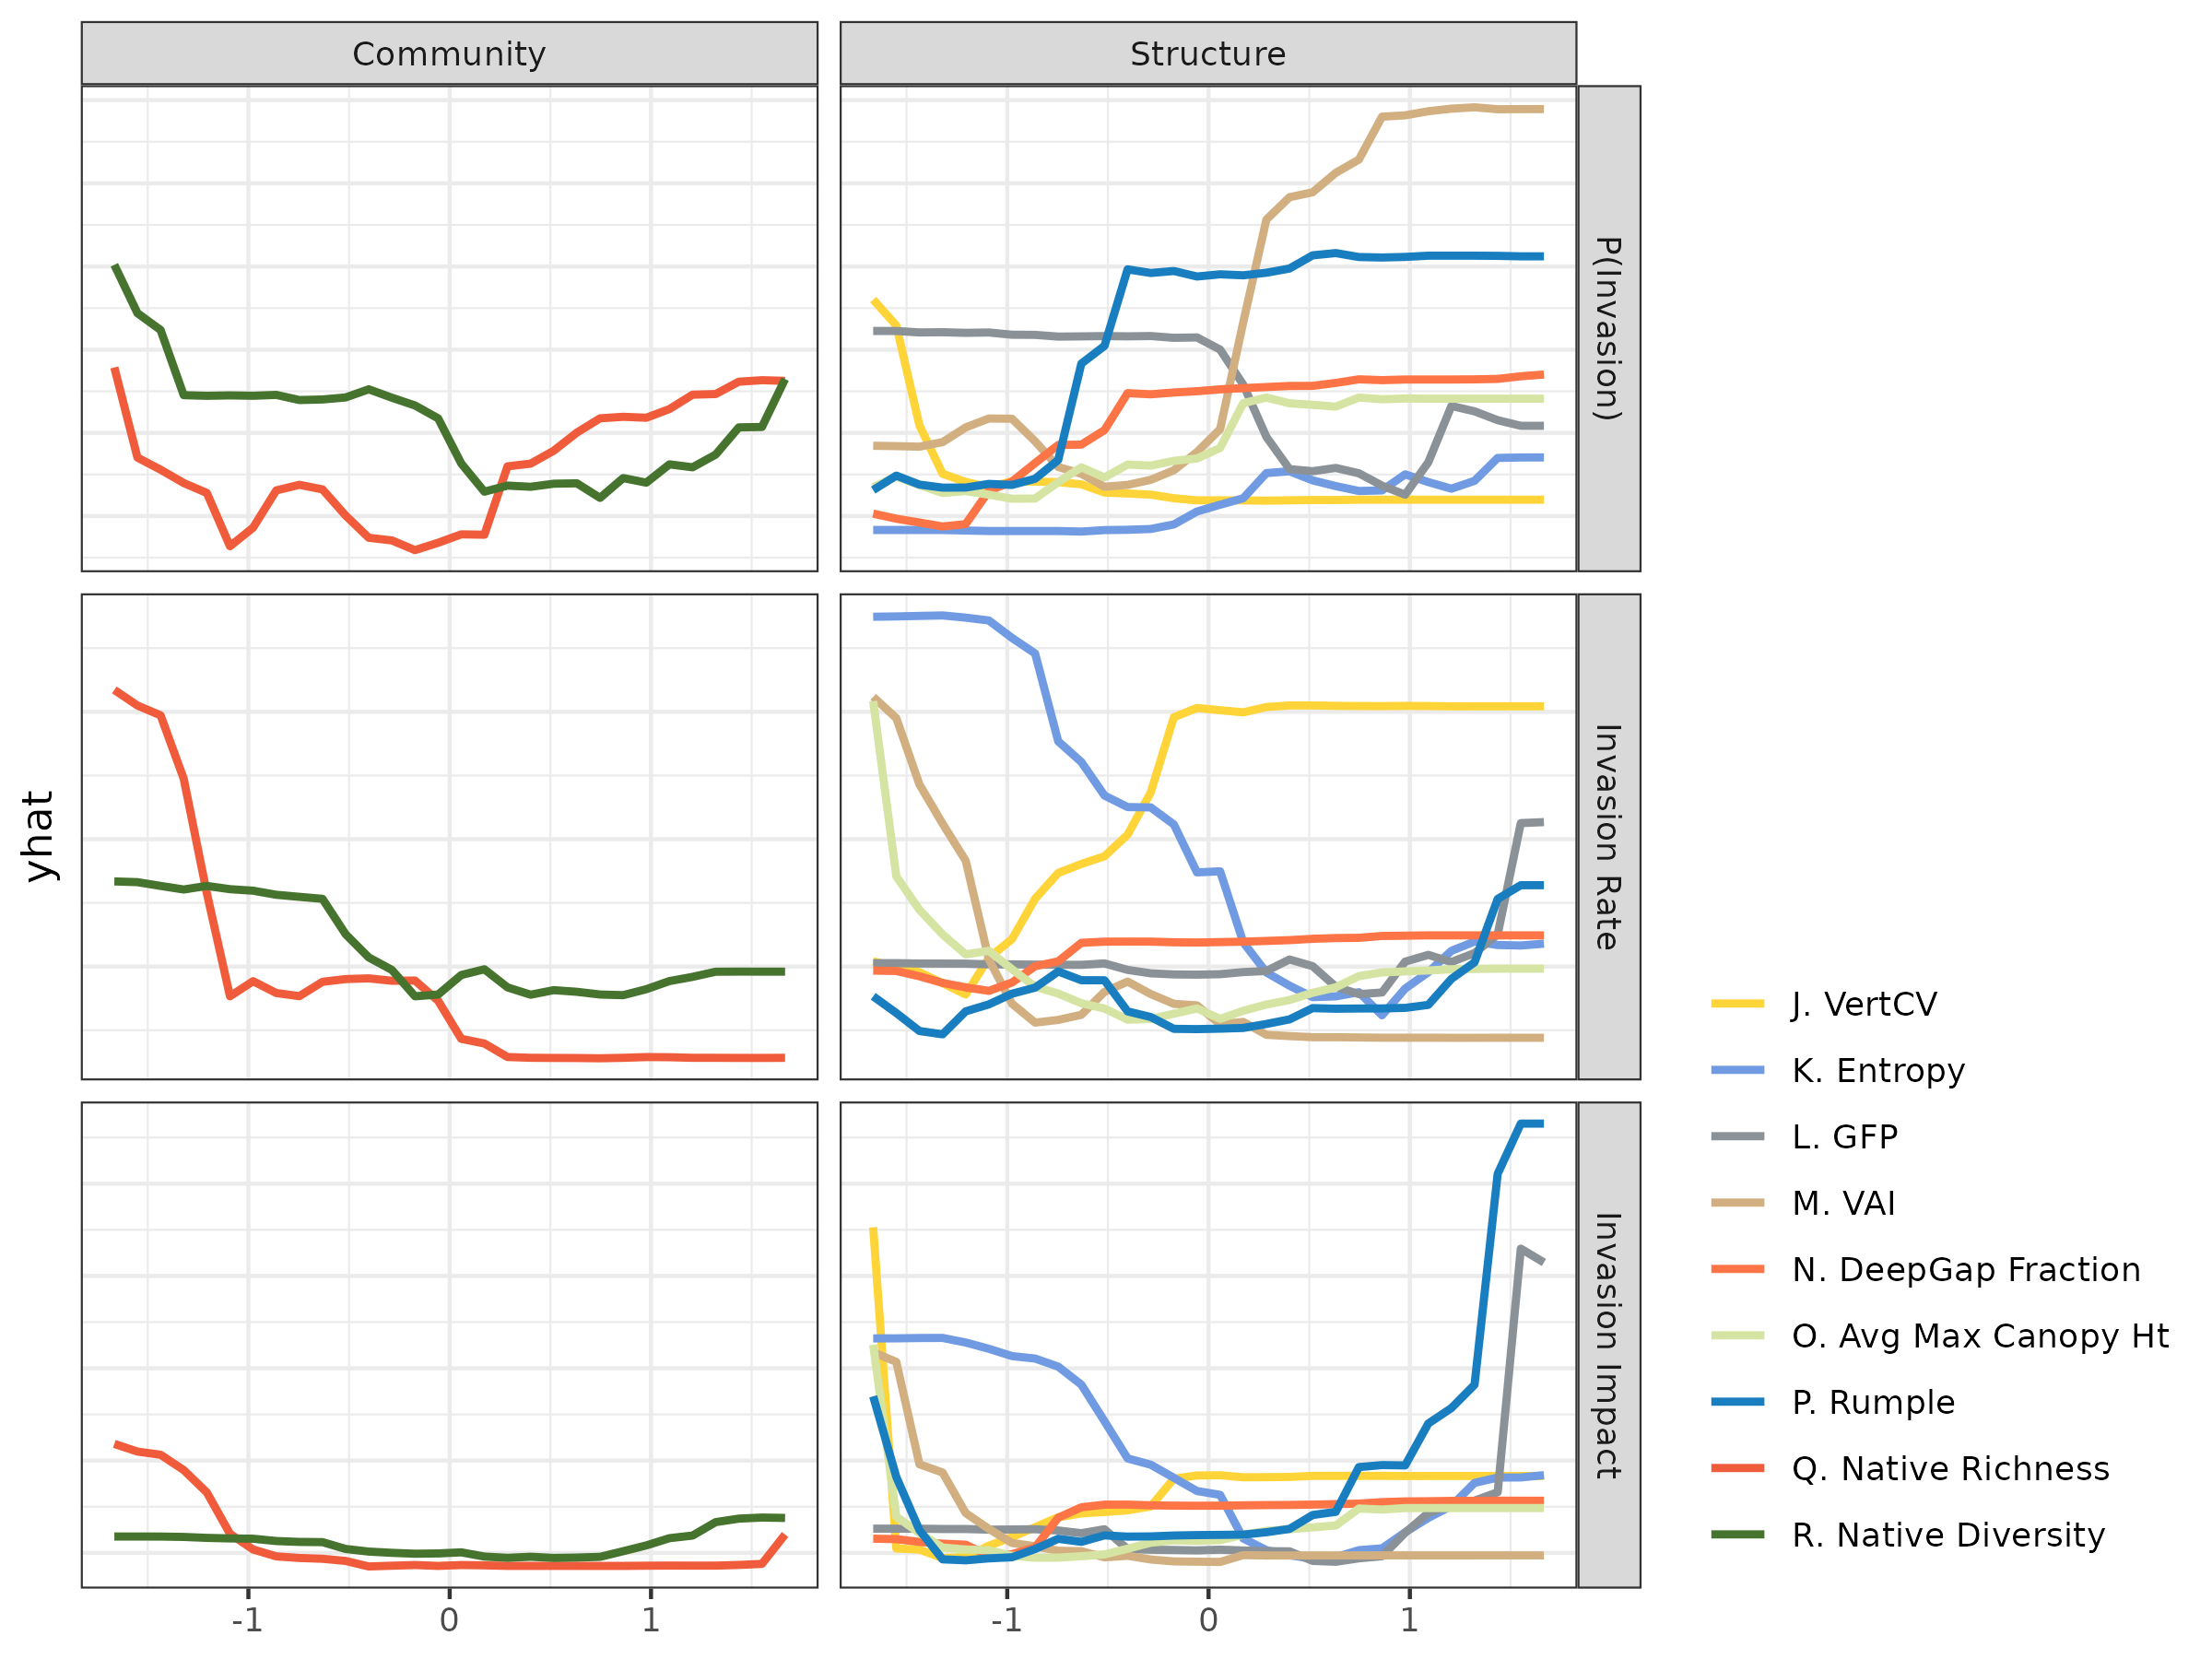 Community
Structure
P(Invasion)
Invasion Rate
Invasion Impact
yhat
-1
0
1
-1
0
1
J. VertCV
K. Entropy
L. GFP
M. VAI
N. DeepGap Fraction
O. Avg Max Canopy Ht
P. Rumple
Q. Native Richness
R. Native Diversity